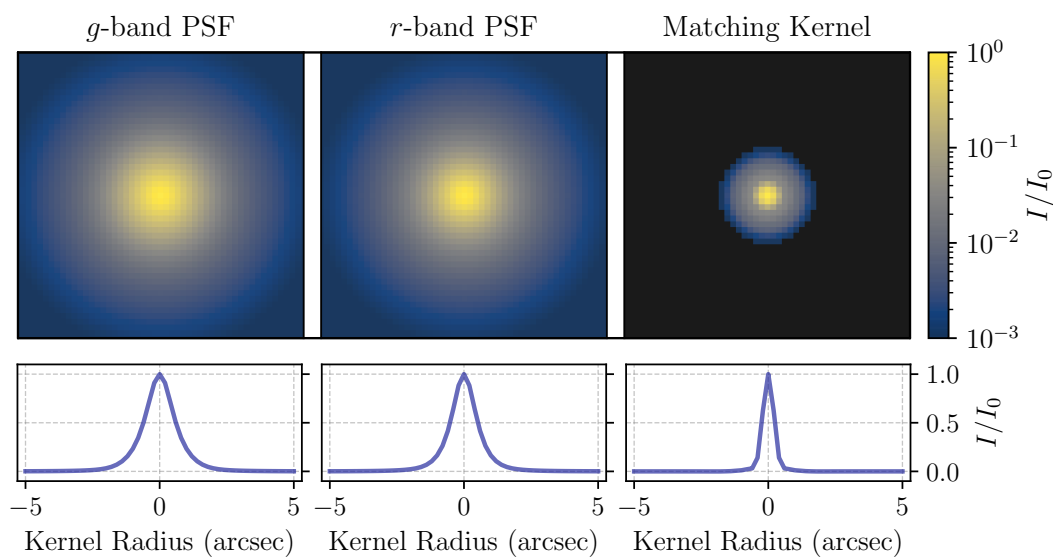 g-band PSF
r-band PSF
Matching Kernel
10^0
10^{-1}
10^{-2}
10^{-3}
I/I_0
1.0
0.5
0.0
I/I_0
−5 0 5
−5 0 5
−5 0 5
Kernel Radius (arcsec)
Kernel Radius (arcsec)
Kernel Radius (arcsec)